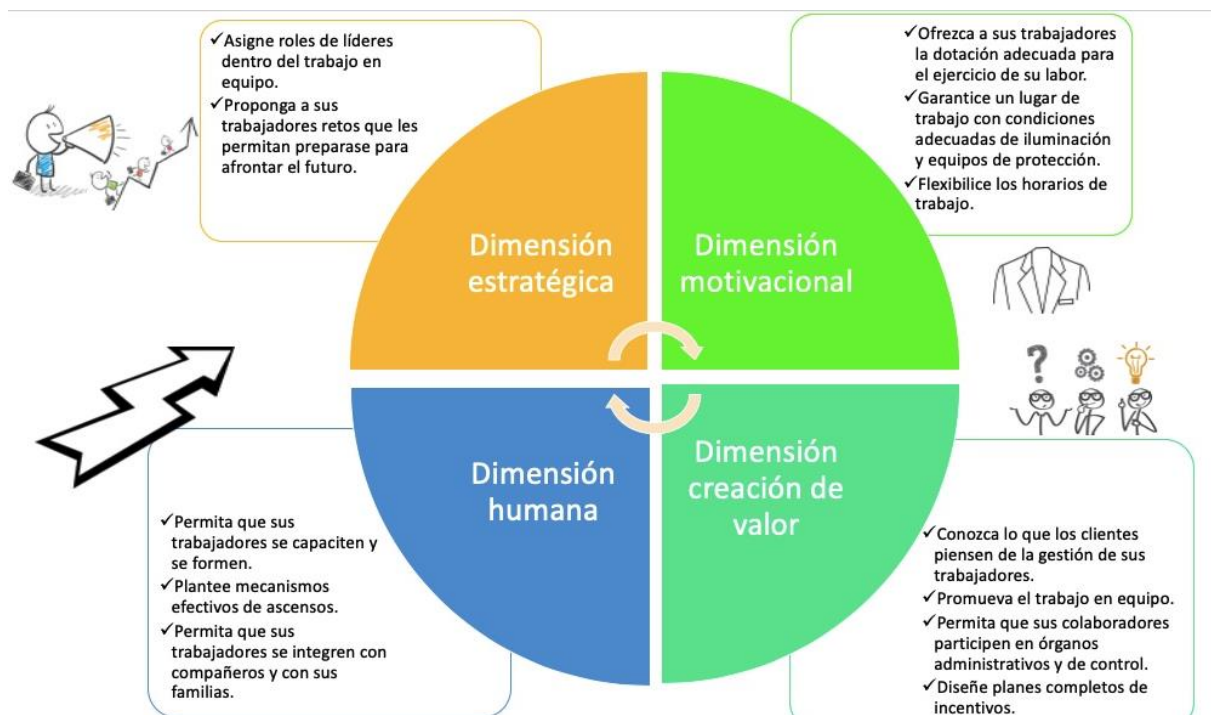 ✓Asigne roles de líderes
dentro del trabajo en
equipo.
✓Proponga a sus
trabajadores retos que les
permitan preparase para
afrontar el futuro.
✓Ofrezca a sus trabajadores
la dotación adecuada para
el ejercicio de su labor.
✓Garantice un lugar de
trabajo con condiciones
adecuadas de iluminación
y equipos de protección.
✓Flexibilice los horarios de
trabajo.
Dimensión
estratégica
Dimensión
motivacional
?
Dimensión
humana
Dimensión
creación de
valor
✓Permita que sus
trabajadores se capaciten y
se formen.
✓Plantee mecanismos
efectivos de ascensos.
✓Permita que sus
trabajadores se integren con
compañeros y con sus
familias.
✓Conozca lo que los clientes
piensen de la gestión de sus
trabajadores.
✓Promueva el trabajo en equipo.
✓Permita que sus colaboradores
participen en órganos
administrativos y de control.
✓Diseñe planes completos de
incentivos.